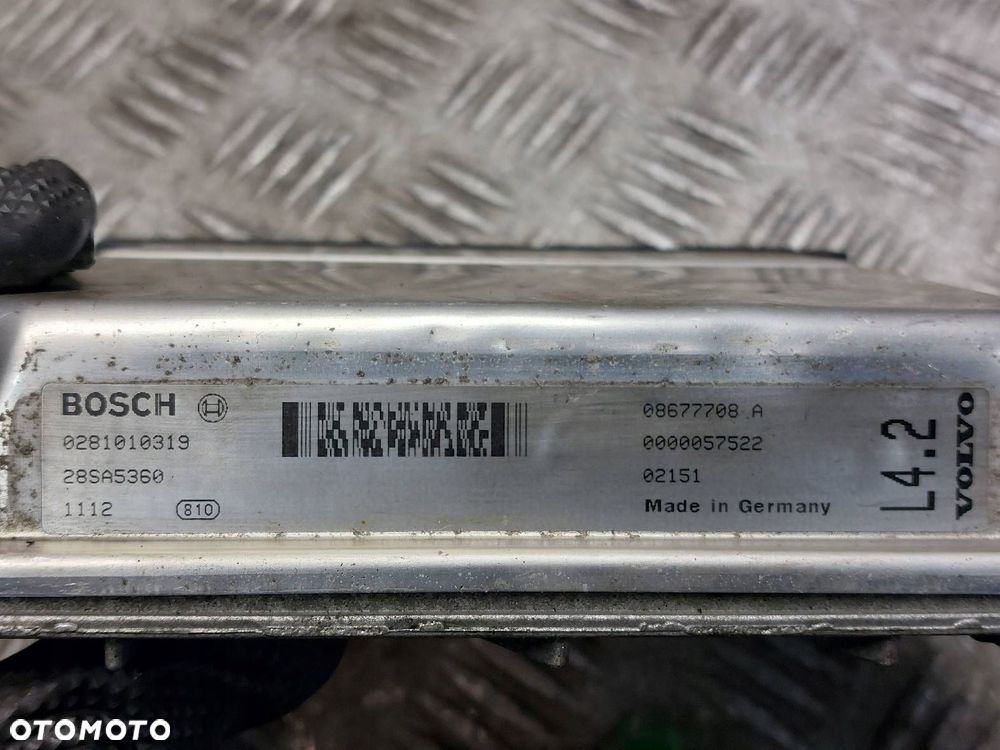 BOSCH
0281010319
28SA5360
1112 810
08677708 A
0000057522
02151
Made in Germany
L4.2
VOLVO
OTOMOTO